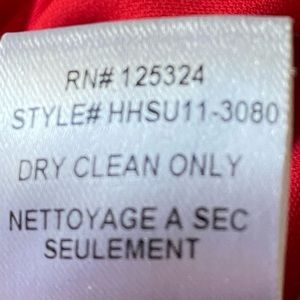 RN# 125324
STYLE# HHSU11-3080
DRY CLEAN ONLY
NETTOYAGE A SEC
SEULEMENT